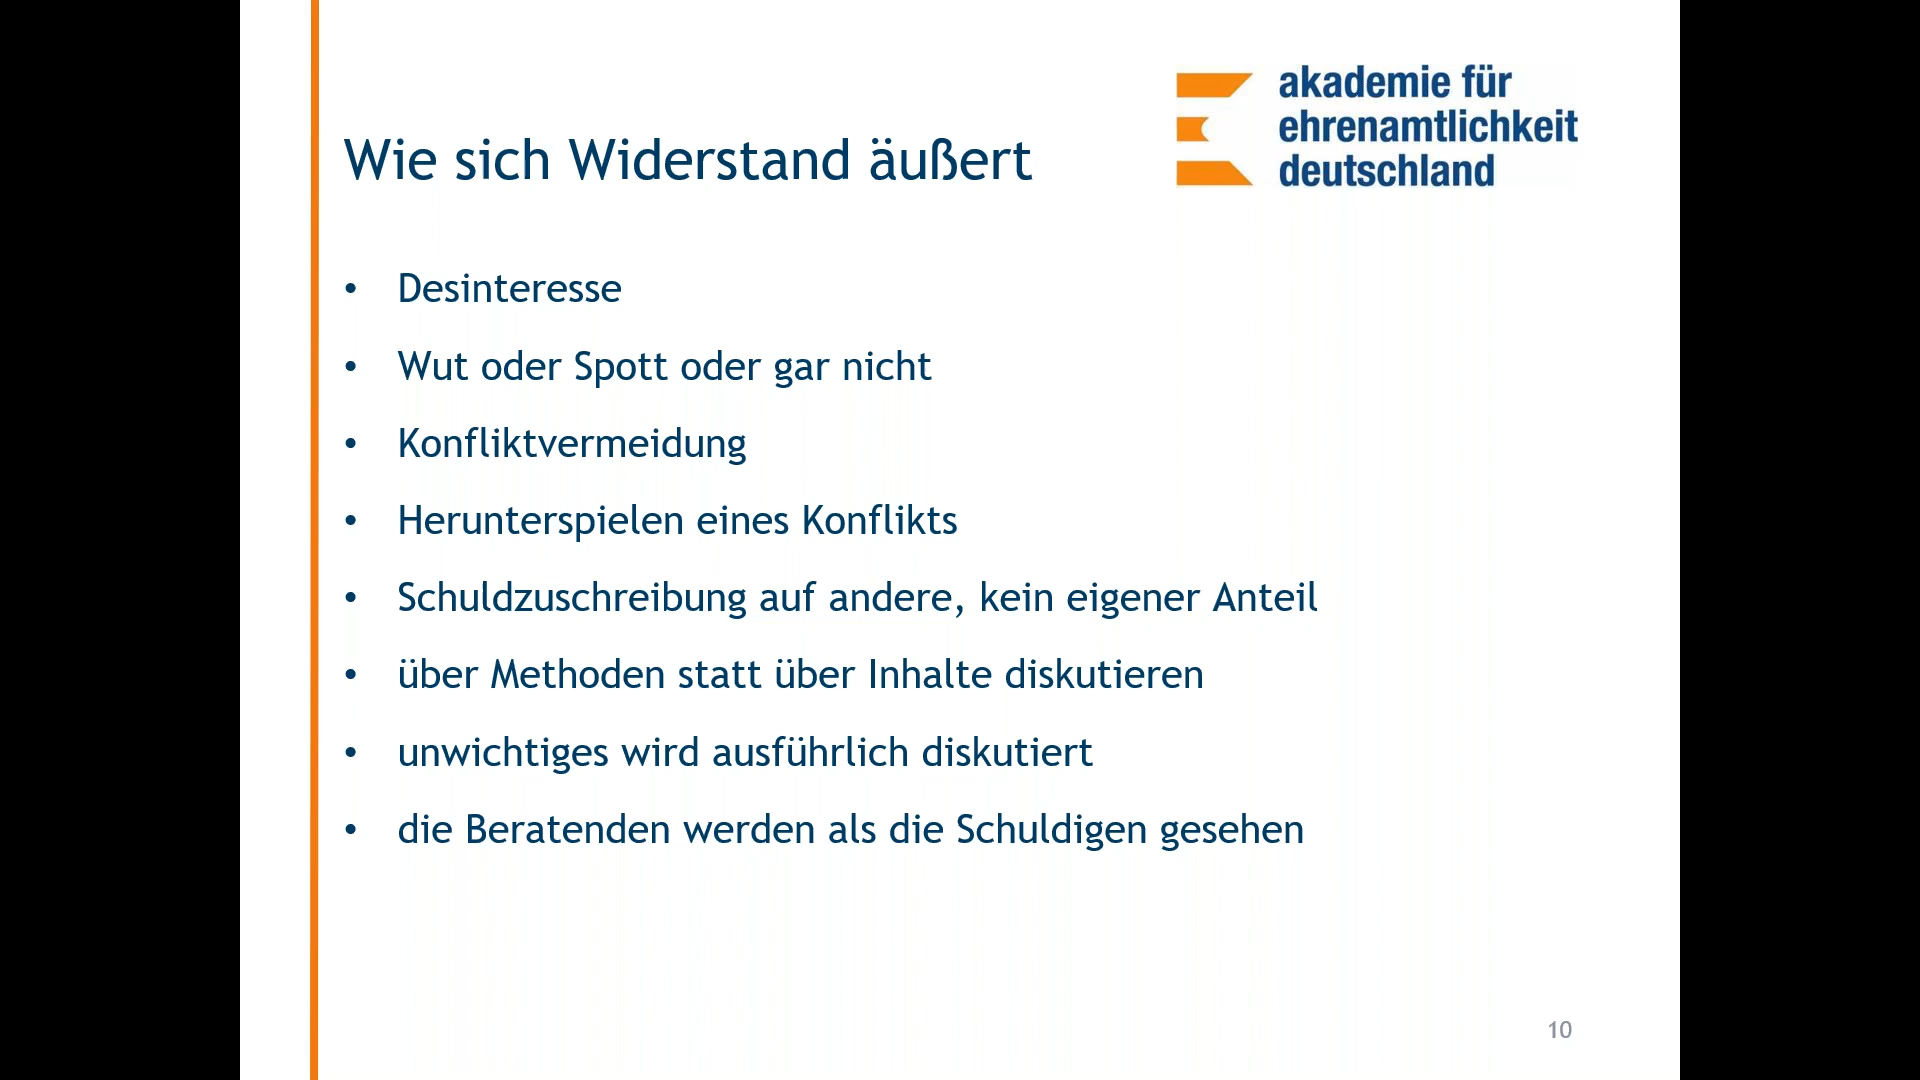 akademie für
ehrenamtlichkeit
deutschland
Wie sich Widerstand äußert
• Desinteresse
• Wut oder Spott oder gar nicht
• Konfliktvermeidung
• Herunterspielen eines Konflikts
• Schuldzuschreibung auf andere, kein eigener Anteil
• über Methoden statt über Inhalte diskutieren
• unwichtiges wird ausführlich diskutiert
• die Beratenden werden als die Schuldigen gesehen
10